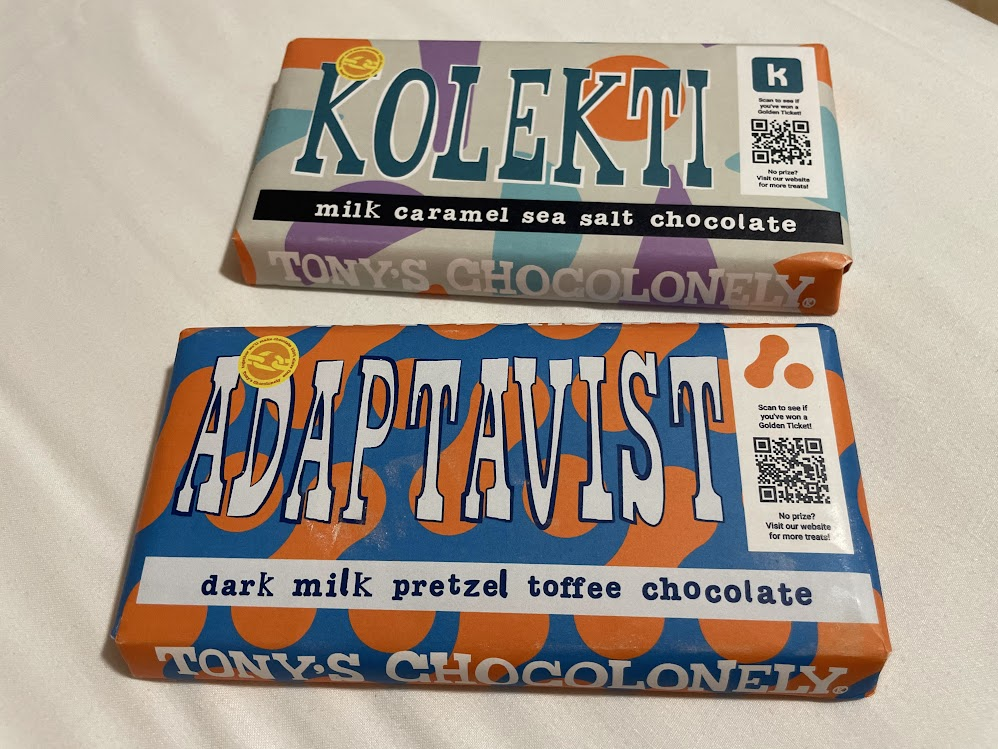 KOLEKTI
k
Scan to see if
you've won a
Golden Ticket!
No prize?
Visit our website
for more treats!
milk caramel sea salt chocolate
TONY'S CHOCOLONELY
ADAPTAVIST
Scan to see if
you've won a
Golden Ticket!
No prize?
Visit our website
for more treats!
dark milk pretzel toffee chocolate
TONY'S CHOCOLONELY